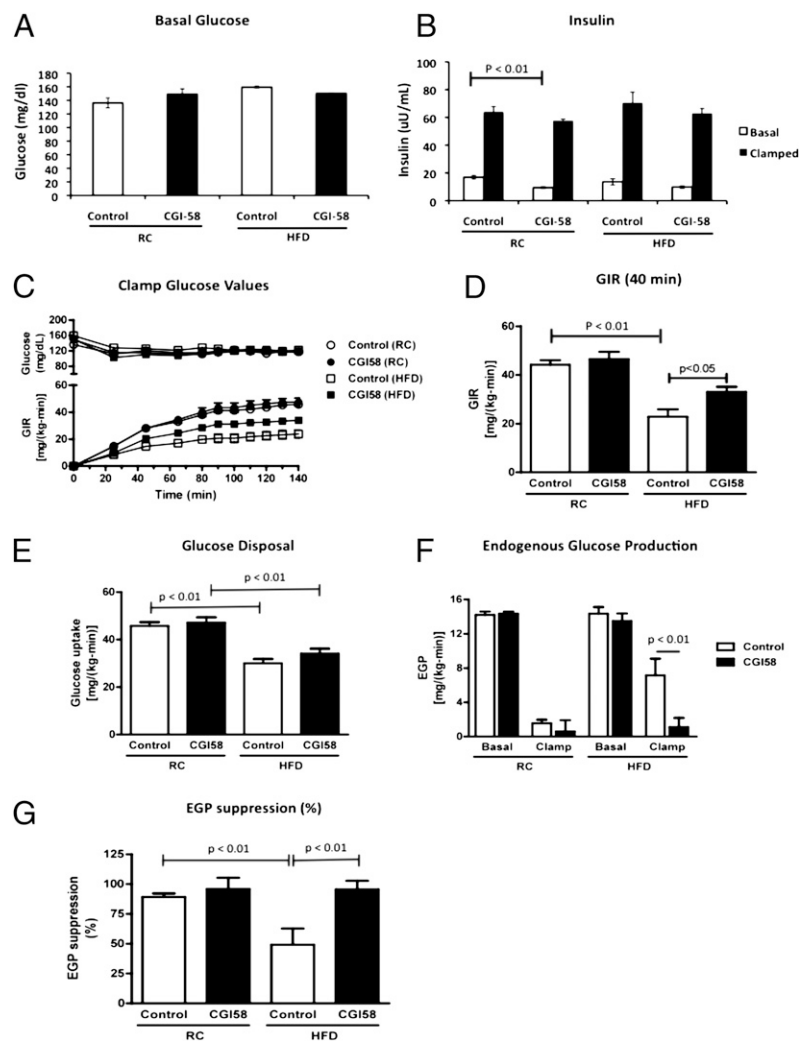 A
Basal Glucose
Glucose (mg/dl)
180
160
140
120
100
80
60
40
20
0
Control CGI-58 Control CGI-58
RC HFD
B
Insulin
P < 0.01
Insulin (uU/mL)
100
80
60
40
20
0
Basal
Clamped
Control CGI-58 Control CGI-58
RC HFD
C
Clamp Glucose Values
Glucose
(mg/dL)
200
160
120
80
GIR
[mg/(kg-min)]
60
40
20
0
0 20 40 60 80 100 120 140
Time (min)
Control (RC)
CGI58 (RC)
Control (HFD)
CGI58 (HFD)
D
GIR (40 min)
P < 0.01
p<0.05
GIR
[mg/(kg-min)]
60
40
20
0
Control CGI58 Control CGI58
RC HFD
E
Glucose Disposal
p < 0.01
p < 0.01
Glucose uptake
[mg/(kg-min)]
60
40
20
0
Control CGI58 Control CGI58
RC HFD
F
Endogenous Glucose Production
p < 0.01
EGP
[mg/(kg-min)]
16
12
8
4
0
Control
CGI58
Basal Clamp Basal Clamp
RC HFD
G
EGP suppression (%)
p < 0.01 p < 0.01
EGP suppression
(%)
125
100
75
50
25
0
Control CGI58 Control CGI58
RC HFD